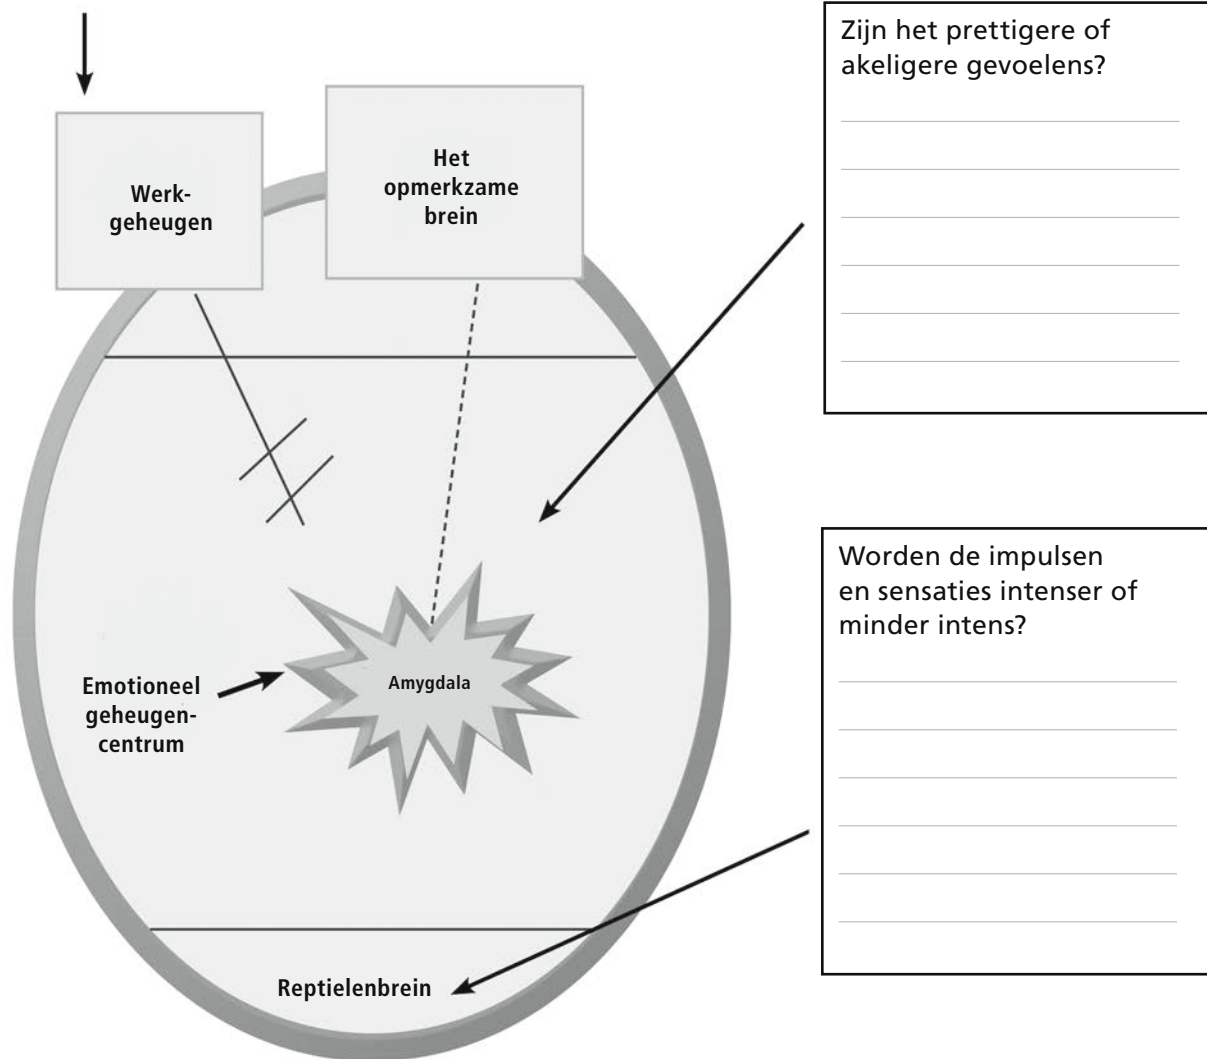 Zijn het prettigere of
akeligere gevoelens?
Werk-
geheugen
Het
opmerkzame
brein
Worden de impulsen
en sensaties intenser of
minder intens?
Emotioneel
geheugen-
centrum
Amygdala
Reptielenbrein